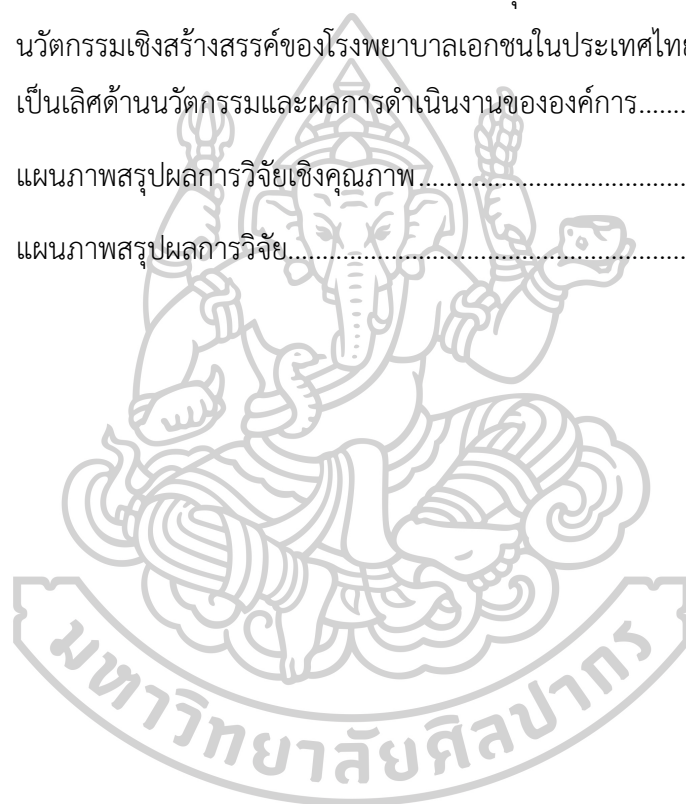 นวัตกรรมเชิงสร้างสรรค์ของโรงพยาบาลเอกชนในประเทศไทย
เป็นเลิศด้านนวัตกรรมและผลการดำเนินงานขององค์การ.......
แผนภาพสรุปผลการวิจัยเชิงคุณภาพ..............................................
แผนภาพสรุปผลการวิจัย....................................................................
มหาวิทยาลัยศิลปากร